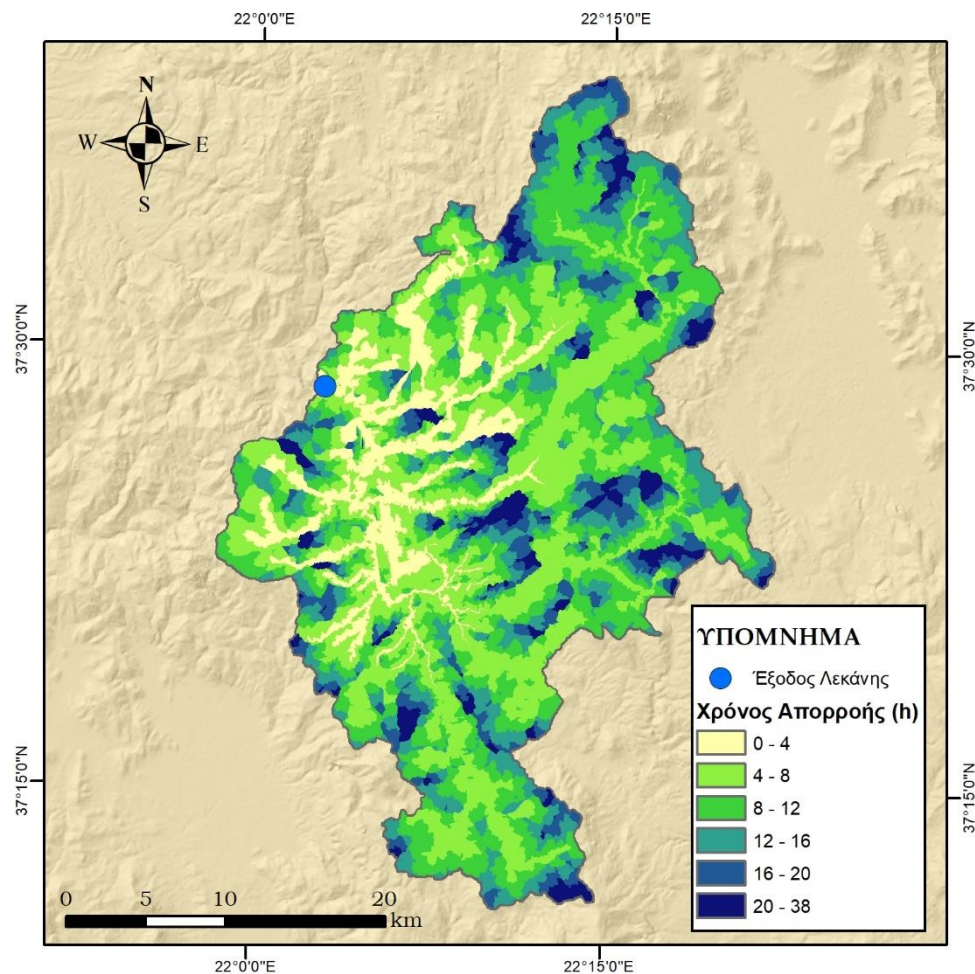 22°0'0"E 22°15'0"E
N
W E
S
37°30'0"N 37°30'0"N
ΥΠΟΜΝΗΜΑ
Έξοδος Λεκάνης
Χρόνος Απορροής (h)
0 - 4
4 - 8
8 - 12
12 - 16
16 - 20
20 - 38
37°15'0"N 37°15'0"N
0 5 10 20
km
22°0'0"E 22°15'0"E